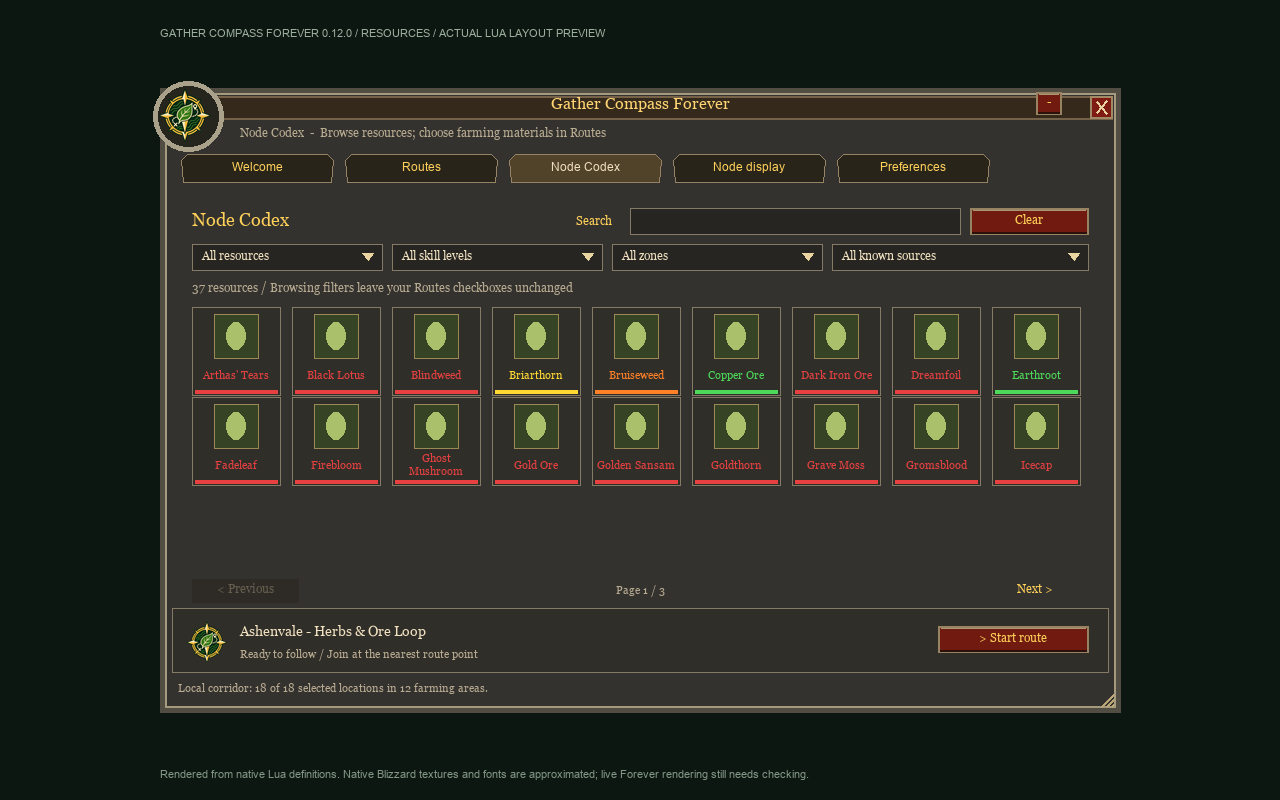 GATHER COMPASS FOREVER 0.12.0 / RESOURCES / ACTUAL LUA LAYOUT PREVIEW
Gather Compass Forever
-
X
Node Codex - Browse resources; choose farming materials in Routes
Welcome
Routes
Node Codex
Node display
Preferences
Node Codex
Search
Clear
All resources
All skill levels
All zones
All known sources
37 resources / Browsing filters leave your Routes checkboxes unchanged
Arthas' Tears
Black Lotus
Blindweed
Briarthorn
Bruiseweed
Copper Ore
Dark Iron Ore
Dreamfoil
Earthroot
Fadeleaf
Firebloom
Ghost
Mushroom
Gold Ore
Golden Sansam
Goldthorn
Grave Moss
Gromsblood
Icecap
< Previous
Page 1 / 3
Next >
Ashenvale - Herbs & Ore Loop
Ready to follow / Join at the nearest route point
> Start route
Local corridor: 18 of 18 selected locations in 12 farming areas.
Rendered from native Lua definitions. Native Blizzard textures and fonts are approximated; live Forever rendering still needs checking.